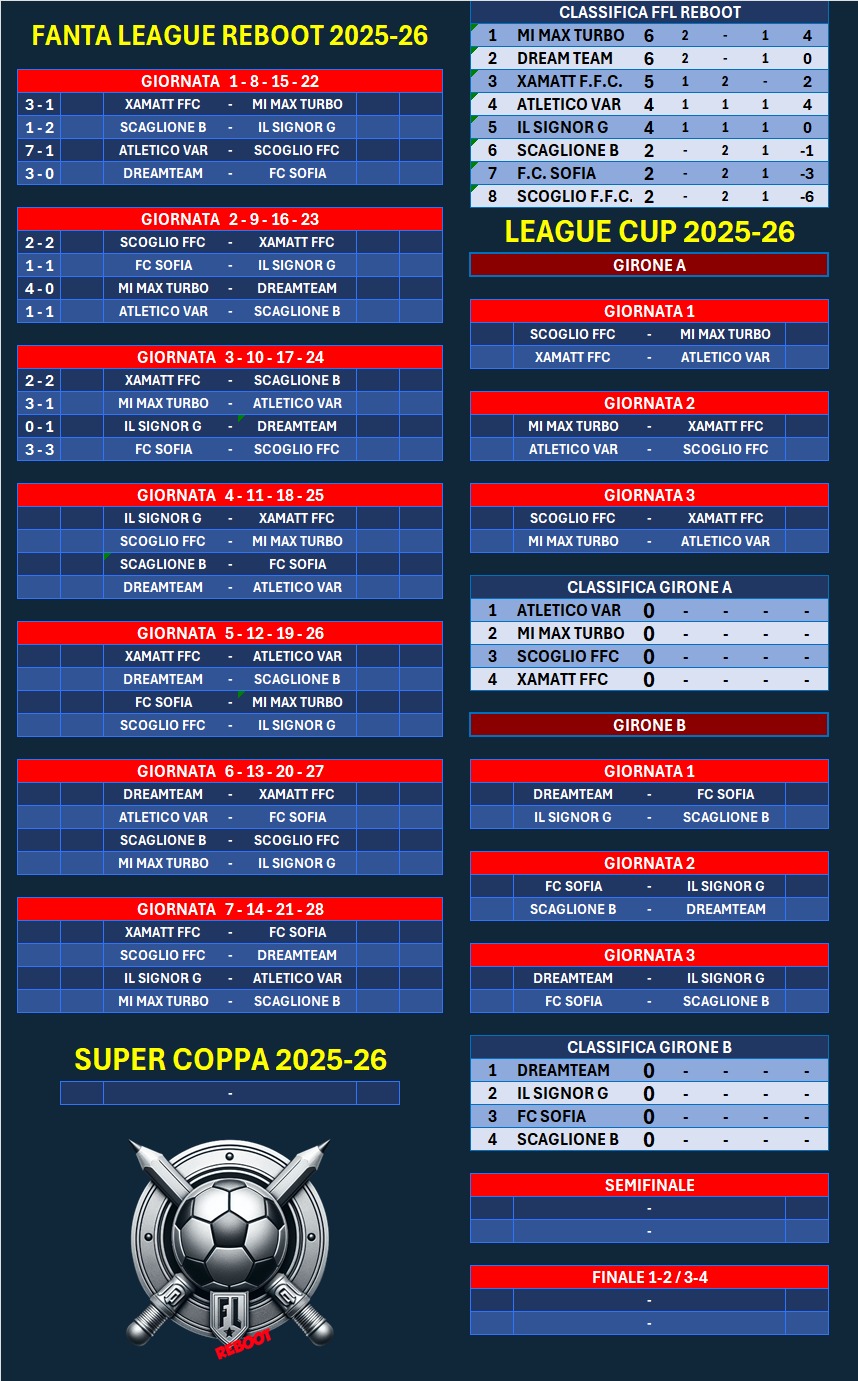 FANTA LEAGUE REBOOT 2025-26
GIORNATA 1 - 8 - 15 - 22
3 - 1 XAMATT FFC - MI MAX TURBO
1 - 2 SCAGLIONE B - IL SIGNOR G
7 - 1 ATLETICO VAR - SCOGLIO FFC
3 - 0 DREAMTEAM - FC SOFIA
GIORNATA 2 - 9 - 16 - 23
2 - 2 SCOGLIO FFC - XAMATT FFC
1 - 1 FC SOFIA - IL SIGNOR G
4 - 0 MI MAX TURBO - DREAMTEAM
1 - 1 ATLETICO VAR - SCAGLIONE B
GIORNATA 3 - 10 - 17 - 24
2 - 2 XAMATT FFC - SCAGLIONE B
3 - 1 MI MAX TURBO - ATLETICO VAR
0 - 1 IL SIGNOR G - DREAMTEAM
3 - 3 FC SOFIA - SCOGLIO FFC
GIORNATA 4 - 11 - 18 - 25
IL SIGNOR G - XAMATT FFC
SCOGLIO FFC - MI MAX TURBO
SCAGLIONE B - FC SOFIA
DREAMTEAM - ATLETICO VAR
GIORNATA 5 - 12 - 19 - 26
XAMATT FFC - ATLETICO VAR
DREAMTEAM - SCAGLIONE B
FC SOFIA - MI MAX TURBO
SCOGLIO FFC - IL SIGNOR G
GIORNATA 6 - 13 - 20 - 27
DREAMTEAM - XAMATT FFC
ATLETICO VAR - FC SOFIA
SCAGLIONE B - SCOGLIO FFC
MI MAX TURBO - IL SIGNOR G
GIORNATA 7 - 14 - 21 - 28
XAMATT FFC - FC SOFIA
SCOGLIO FFC - DREAMTEAM
IL SIGNOR G - ATLETICO VAR
MI MAX TURBO - SCAGLIONE B
SUPER COPPA 2025-26
-
FL
REBOOT
CLASSIFICA FFL REBOOT
1 MI MAX TURBO 6 2 - 1 4
2 DREAM TEAM 6 2 - 1 0
3 XAMATT F.F.C. 5 1 2 - 2
4 ATLETICO VAR 4 1 1 1 4
5 IL SIGNOR G 4 1 1 1 0
6 SCAGLIONE B 2 - 2 1 -1
7 F.C. SOFIA 2 - 2 1 -3
8 SCOGLIO F.F.C. 2 - 2 1 -6
LEAGUE CUP 2025-26
GIRONE A
GIORNATA 1
SCOGLIO FFC - MI MAX TURBO
XAMATT FFC - ATLETICO VAR
GIORNATA 2
MI MAX TURBO - XAMATT FFC
ATLETICO VAR - SCOGLIO FFC
GIORNATA 3
SCOGLIO FFC - XAMATT FFC
MI MAX TURBO - ATLETICO VAR
CLASSIFICA GIRONE A
1 ATLETICO VAR 0 - - - -
2 MI MAX TURBO 0 - - - -
3 SCOGLIO FFC 0 - - - -
4 XAMATT FFC 0 - - - -
GIRONE B
GIORNATA 1
DREAMTEAM - FC SOFIA
IL SIGNOR G - SCAGLIONE B
GIORNATA 2
FC SOFIA - IL SIGNOR G
SCAGLIONE B - DREAMTEAM
GIORNATA 3
DREAMTEAM - IL SIGNOR G
FC SOFIA - SCAGLIONE B
CLASSIFICA GIRONE B
1 DREAMTEAM 0 - - - -
2 IL SIGNOR G 0 - - - -
3 FC SOFIA 0 - - - -
4 SCAGLIONE B 0 - - - -
SEMIFINALE
-
-
FINALE 1-2 / 3-4
-
-